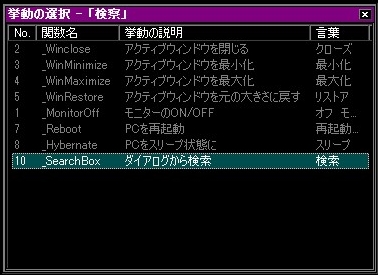 挙動の選択 -「検索」
No. 関数名 挙動の説明 言葉
2 _Winclose アクティブウィンドウを閉じる クローズ
3 _WinMinimize アクティブウィンドウを最小化 最小化
4 _WinMaximize アクティブウィンドウを最大化 最大化
5 _WinRestore アクティブウィンドウを元の大きさに戻す リストア
1 _MonitorOff モニターのON/OFF オフ モ...
7 _Reboot PCを再起動 再起動...
8 _Hybernate PCをスリープ状態に スリープ
10 _SearchBox ダイアログから検索 検索